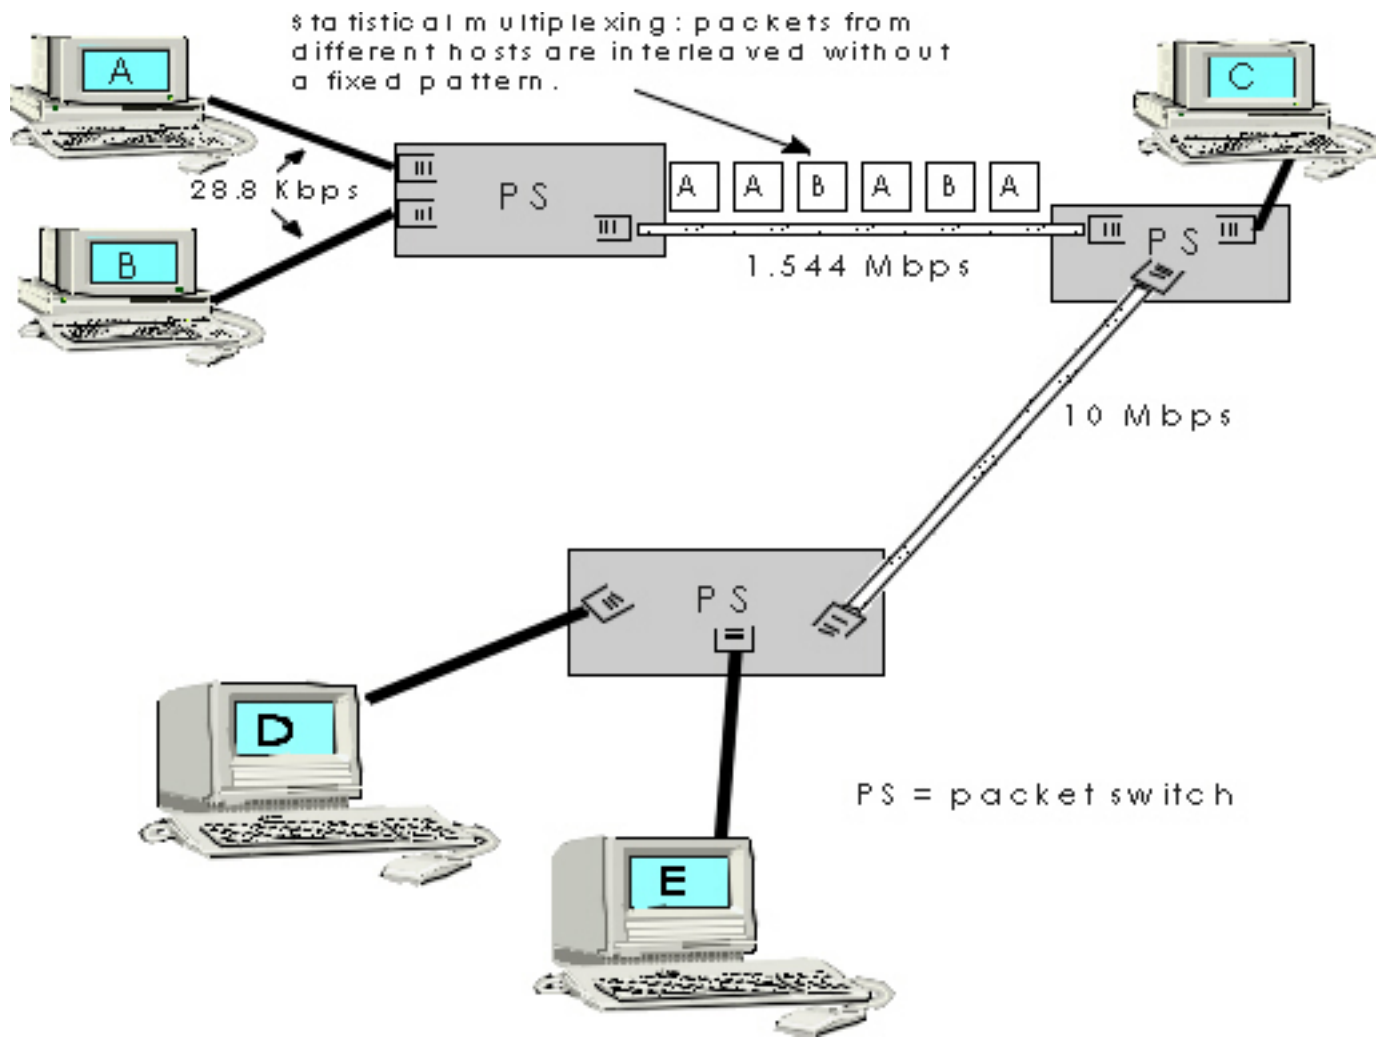 Statistical multiplexing: packets from
different hosts are interleaved without
a fixed pattern.
A
C
28.8 Kbps
PS
A A B A B A
B
PS
1.544 Mbps
10 Mbps
PS
D
PS = packet switch
E